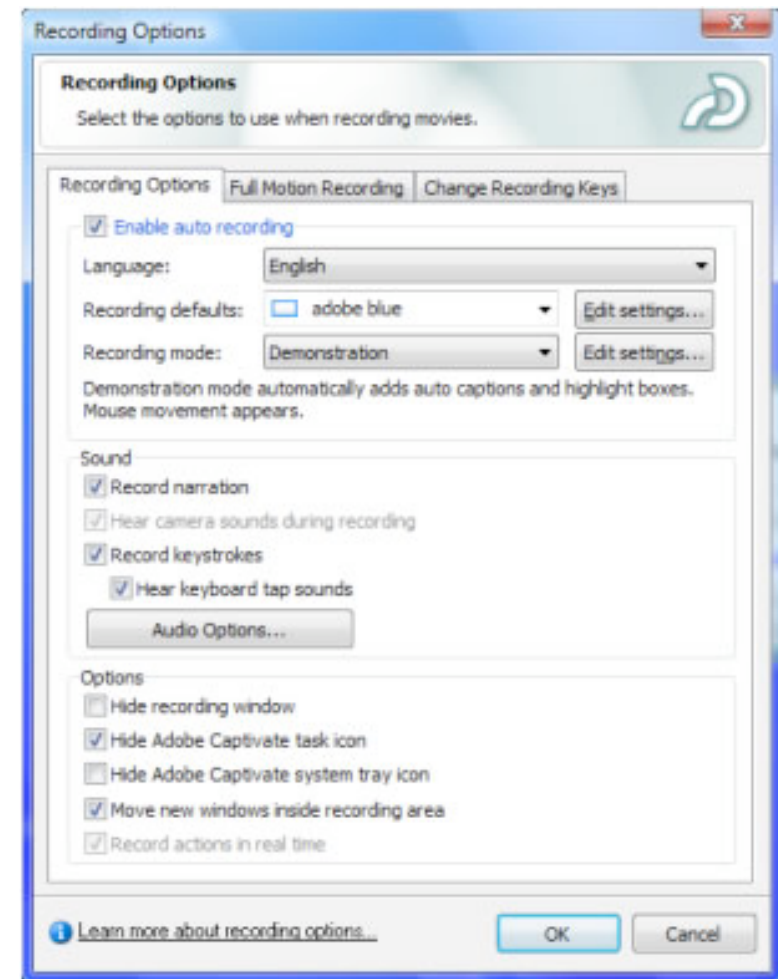 Recording Options
Recording Options
Select the options to use when recording movies.
Recording Options Full Motion Recording Change Recording Keys
Enable auto recording
Language: English
Recording defaults: adobe blue Edit settings...
Recording mode: Demonstration Edit settings...
Demonstration mode automatically adds auto captions and highlight boxes.
Mouse movement appears.
Sound
Record narration
Hear camera sounds during recording
Record keystrokes
Hear keyboard tap sounds
Audio Options...
Options
Hide recording window
Hide Adobe Captivate task icon
Hide Adobe Captivate system tray icon
Move new windows inside recording area
Record actions in real time
Learn more about recording options... OK Cancel